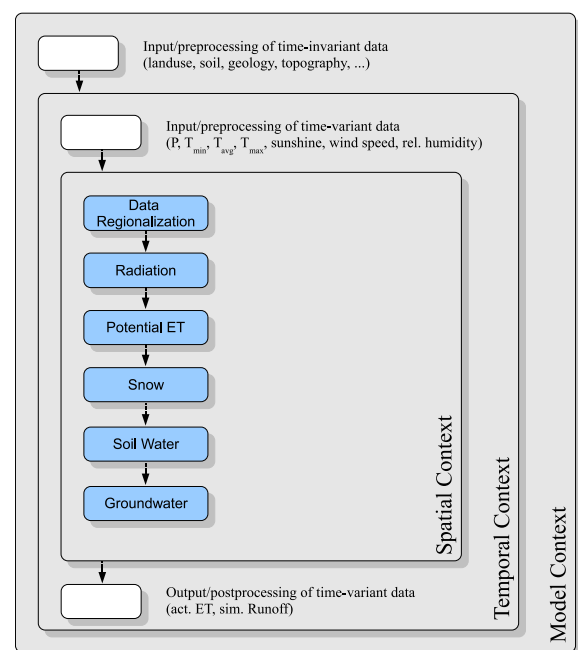 Input/preprocessing of time-invariant data
(landuse, soil, geology, topography, ...)
Input/preprocessing of time-variant data
(P, Tmin, Tavg, Tmax, sunshine, wind speed, rel. humidity)
Data
Regionalization
Radiation
Potential ET
Snow
Soil Water
Groundwater
Spatial Context
Temporal Context
Model Context
Output/postprocessing of time-variant data
(act. ET, sim. Runoff)